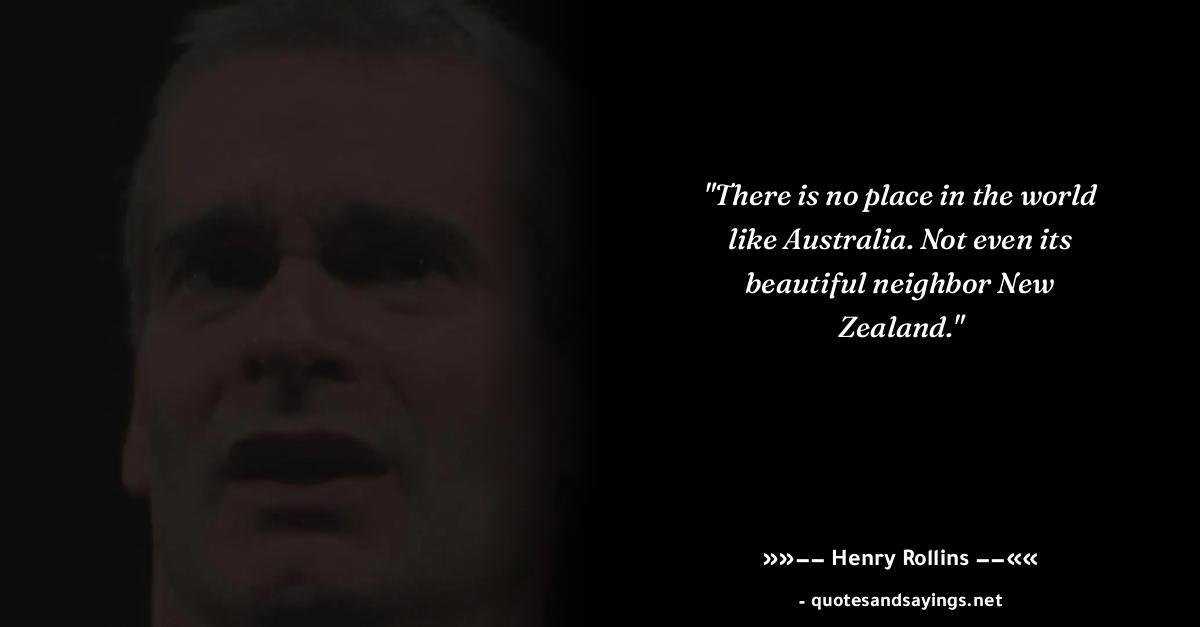 "There is no place in the world
like Australia. Not even its
beautiful neighbor New
Zealand."
»»−− Henry Rollins −−««
- quotesandsayings.net